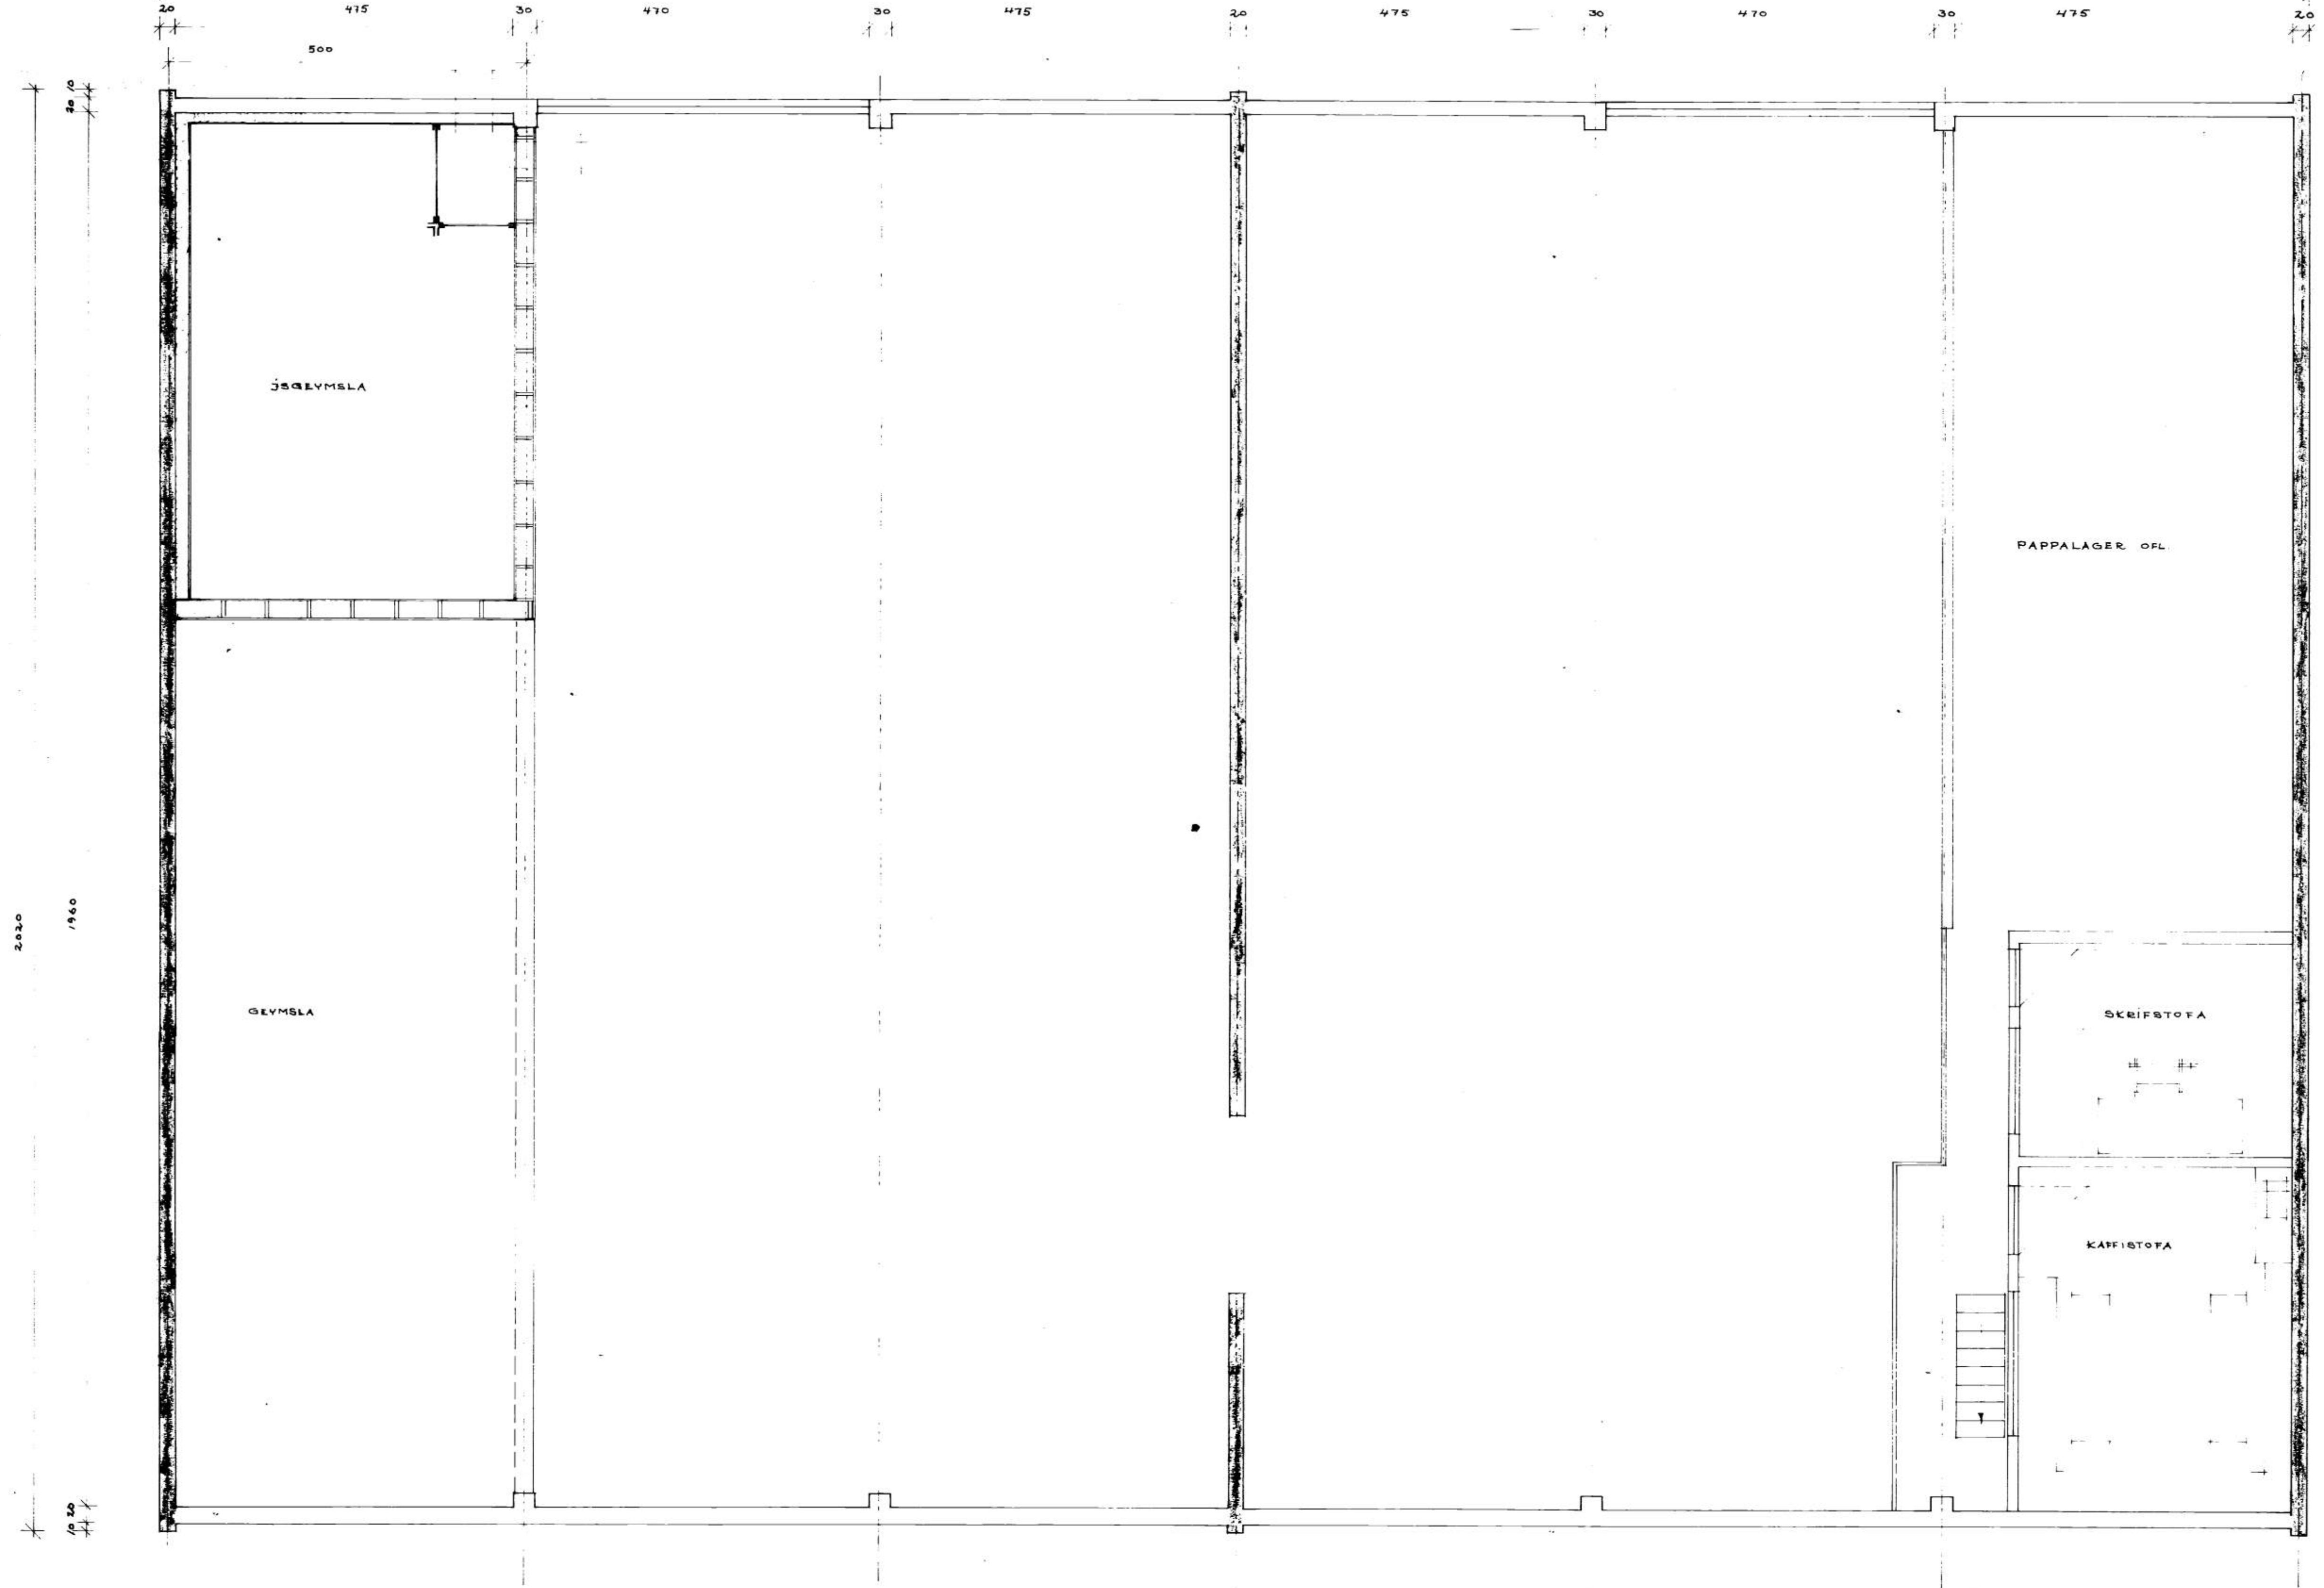 20 475 30 470 30 475 20 475 30 470 30 475 20
500
20 10
ÍSGEYMSLA
PAPPALAGER OFL.
1960
2020
GEYMSLA
SKRIFSTOFA
KAFFISTOFA
10 20